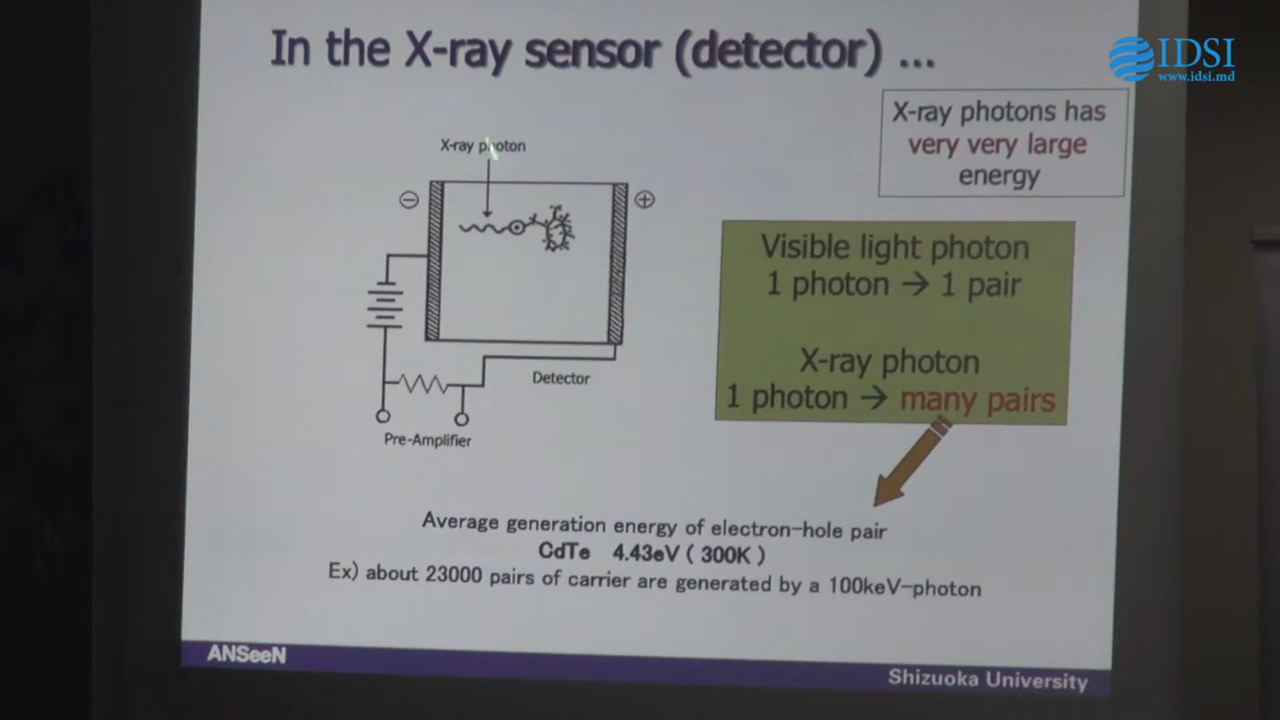 In the X-ray sensor (detector) ...
IDSI
www.idsi.md
X-ray photons has
very very large
energy
X-ray photon
Visible light photon
1 photon → 1 pair
X-ray photon
1 photon → many pairs
Detector
Pre-Amplifier
Average generation energy of electron-hole pair
CdTe 4.43eV ( 300K )
Ex) about 23000 pairs of carrier are generated by a 100keV-photon
ANSeeN
Shizuoka University